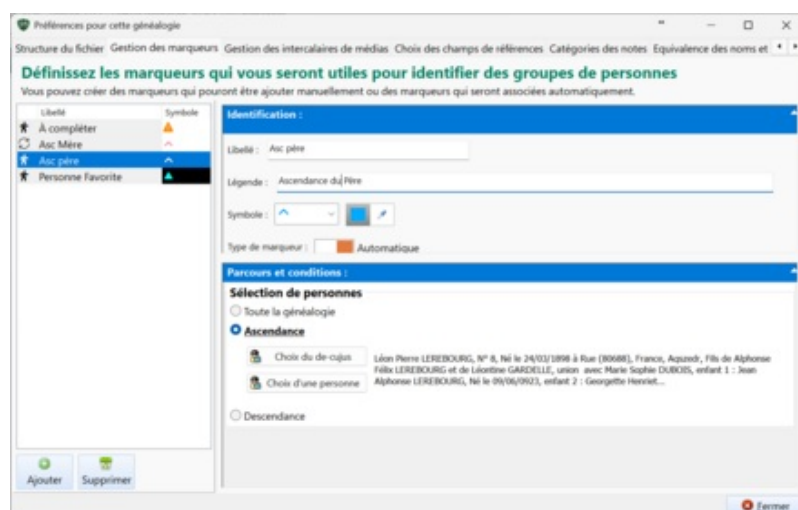 Préférences pour cette généalogie
Structure du fichier Gestion des marqueurs Gestion des intercalaires de médias Choix des champs de références Catégories des notes Equivalence des noms et
Définissez les marqueurs qui vous seront utiles pour identifier des groupes de personnes
Vous pouvez créer des marqueurs qui pouront être ajouter manuellement ou des marqueurs qui seront associées automatiquement.
Libellé Symbole
À compléter
Asc Mère
Asc père
Personne Favorite
Identification :
Libellé : Asc père
Légende : Ascendance du Père
Symbole :
Type de marqueur : Automatique
Parcours et conditions :
Sélection de personnes
Toute la généalogie
Ascendance
Choix du de-cujus
Choix d'une personne
Léon Pierre LEREBOURG, N° 8, Né le 24/03/1898 à Rue (80688), France, Aquzedr, Fils de Alphonse
Félix LEREBOURG et de Léontine GARDELLE, union avec Marie Sophie DUBOIS, enfant 1 : Jean
Alphonse LEREBOURG, Né le 09/06/0923, enfant 2 : Georgette Henriet...
Descendance
Ajouter Supprimer
Fermer